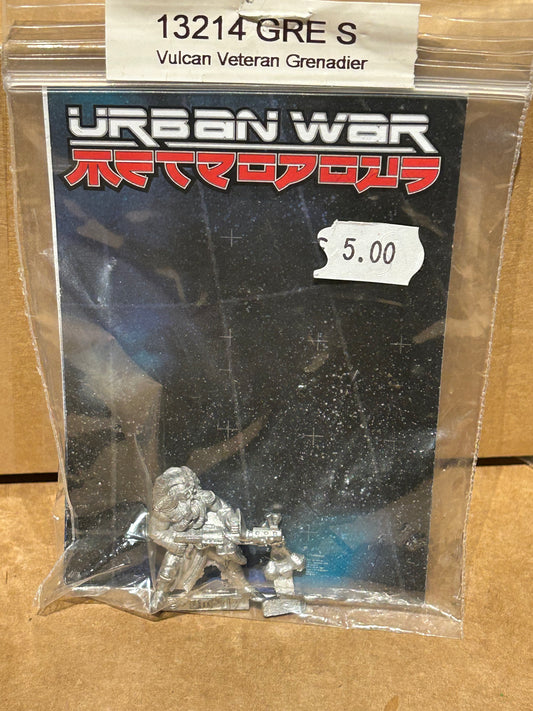 13214 GRE S
Vulcan Veteran Grenadier
URBAN WAR
METROPOLIS
5.00